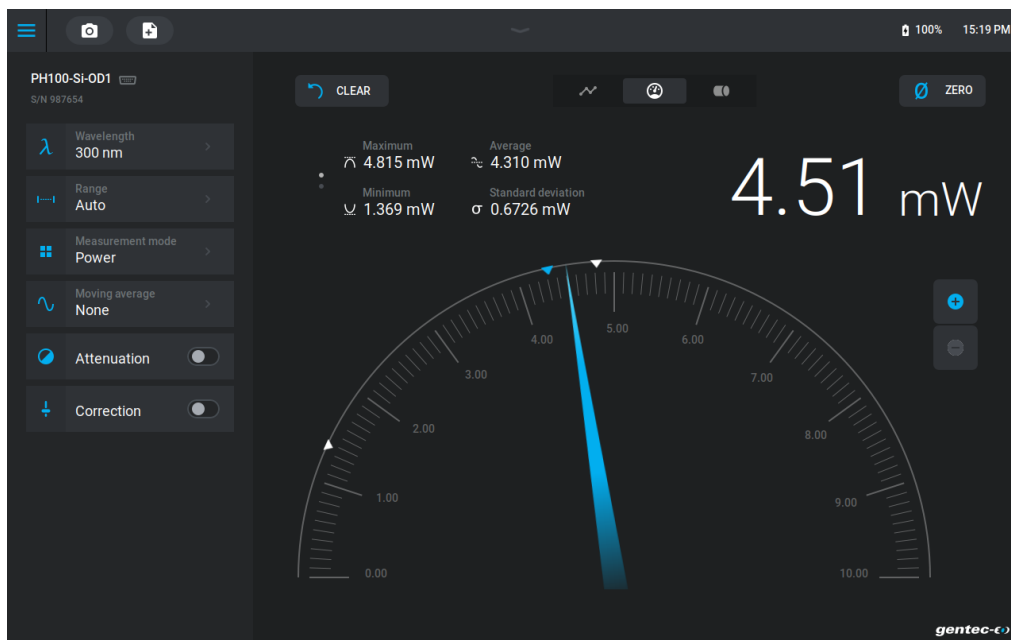 100% 15:19 PM
PH100-Si-OD1
S/N 987654
CLEAR
ZERO
λ Wavelength
300 nm
Range
Auto
Measurement mode
Power
Moving average
None
Attenuation
Correction
Maximum
4.815 mW
Average
4.310 mW
Minimum
1.369 mW
Standard deviation
σ 0.6726 mW
4.51 mW
0.00
1.00
2.00
3.00
4.00
5.00
6.00
7.00
8.00
9.00
10.00
gentec-eo